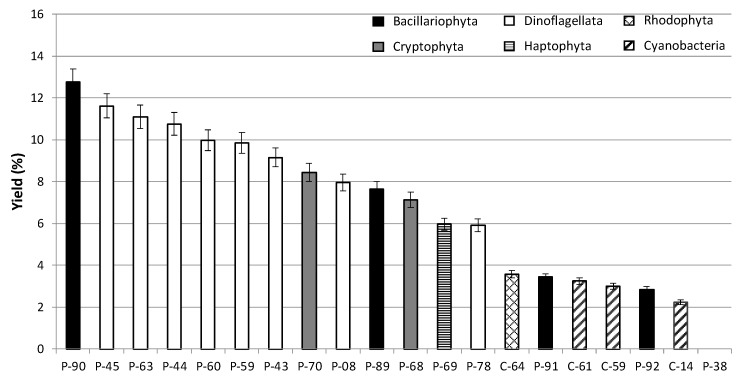 16
14
12
10
8
6
4
2
0
Yield (%)
Bacillariophyta Dinoflagellata Rhodophyta
Cryptophyta Haptophyta Cyanobacteria
P-90 P-45 P-63 P-44 P-60 P-59 P-43 P-70 P-08 P-89 P-68 P-69 P-78 C-64 P-91 C-61 C-59 P-92 C-14 P-38